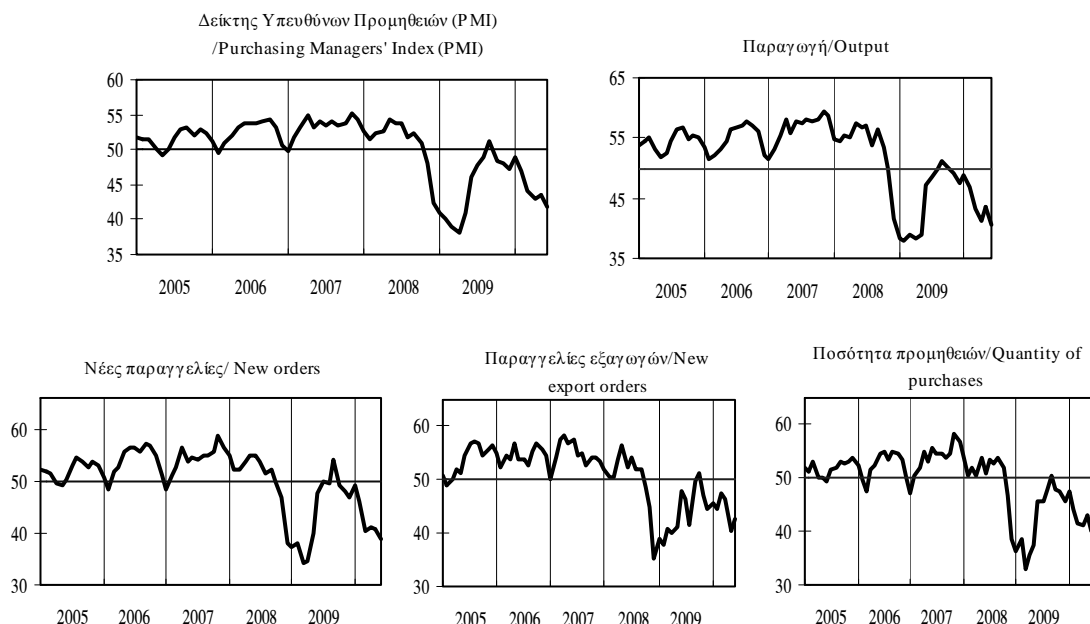 Δείκτης Υπευθύνων Προμηθειών (PMI)
/Purchasing Managers' Index (PMI)
60
55
50
45
40
35
2005 2006 2007 2008 2009
Παραγωγή/Output
65
55
45
35
2005 2006 2007 2008 2009
Νέες παραγγελίες/ New orders
60
50
40
30
2005 2006 2007 2008 2009
Παραγγελίες εξαγωγών/New
export orders
60
50
40
30
2005 2006 2007 2008 2009
Ποσότητα προμηθειών/Quantity of
purchases
60
50
40
30
2005 2006 2007 2008 2009